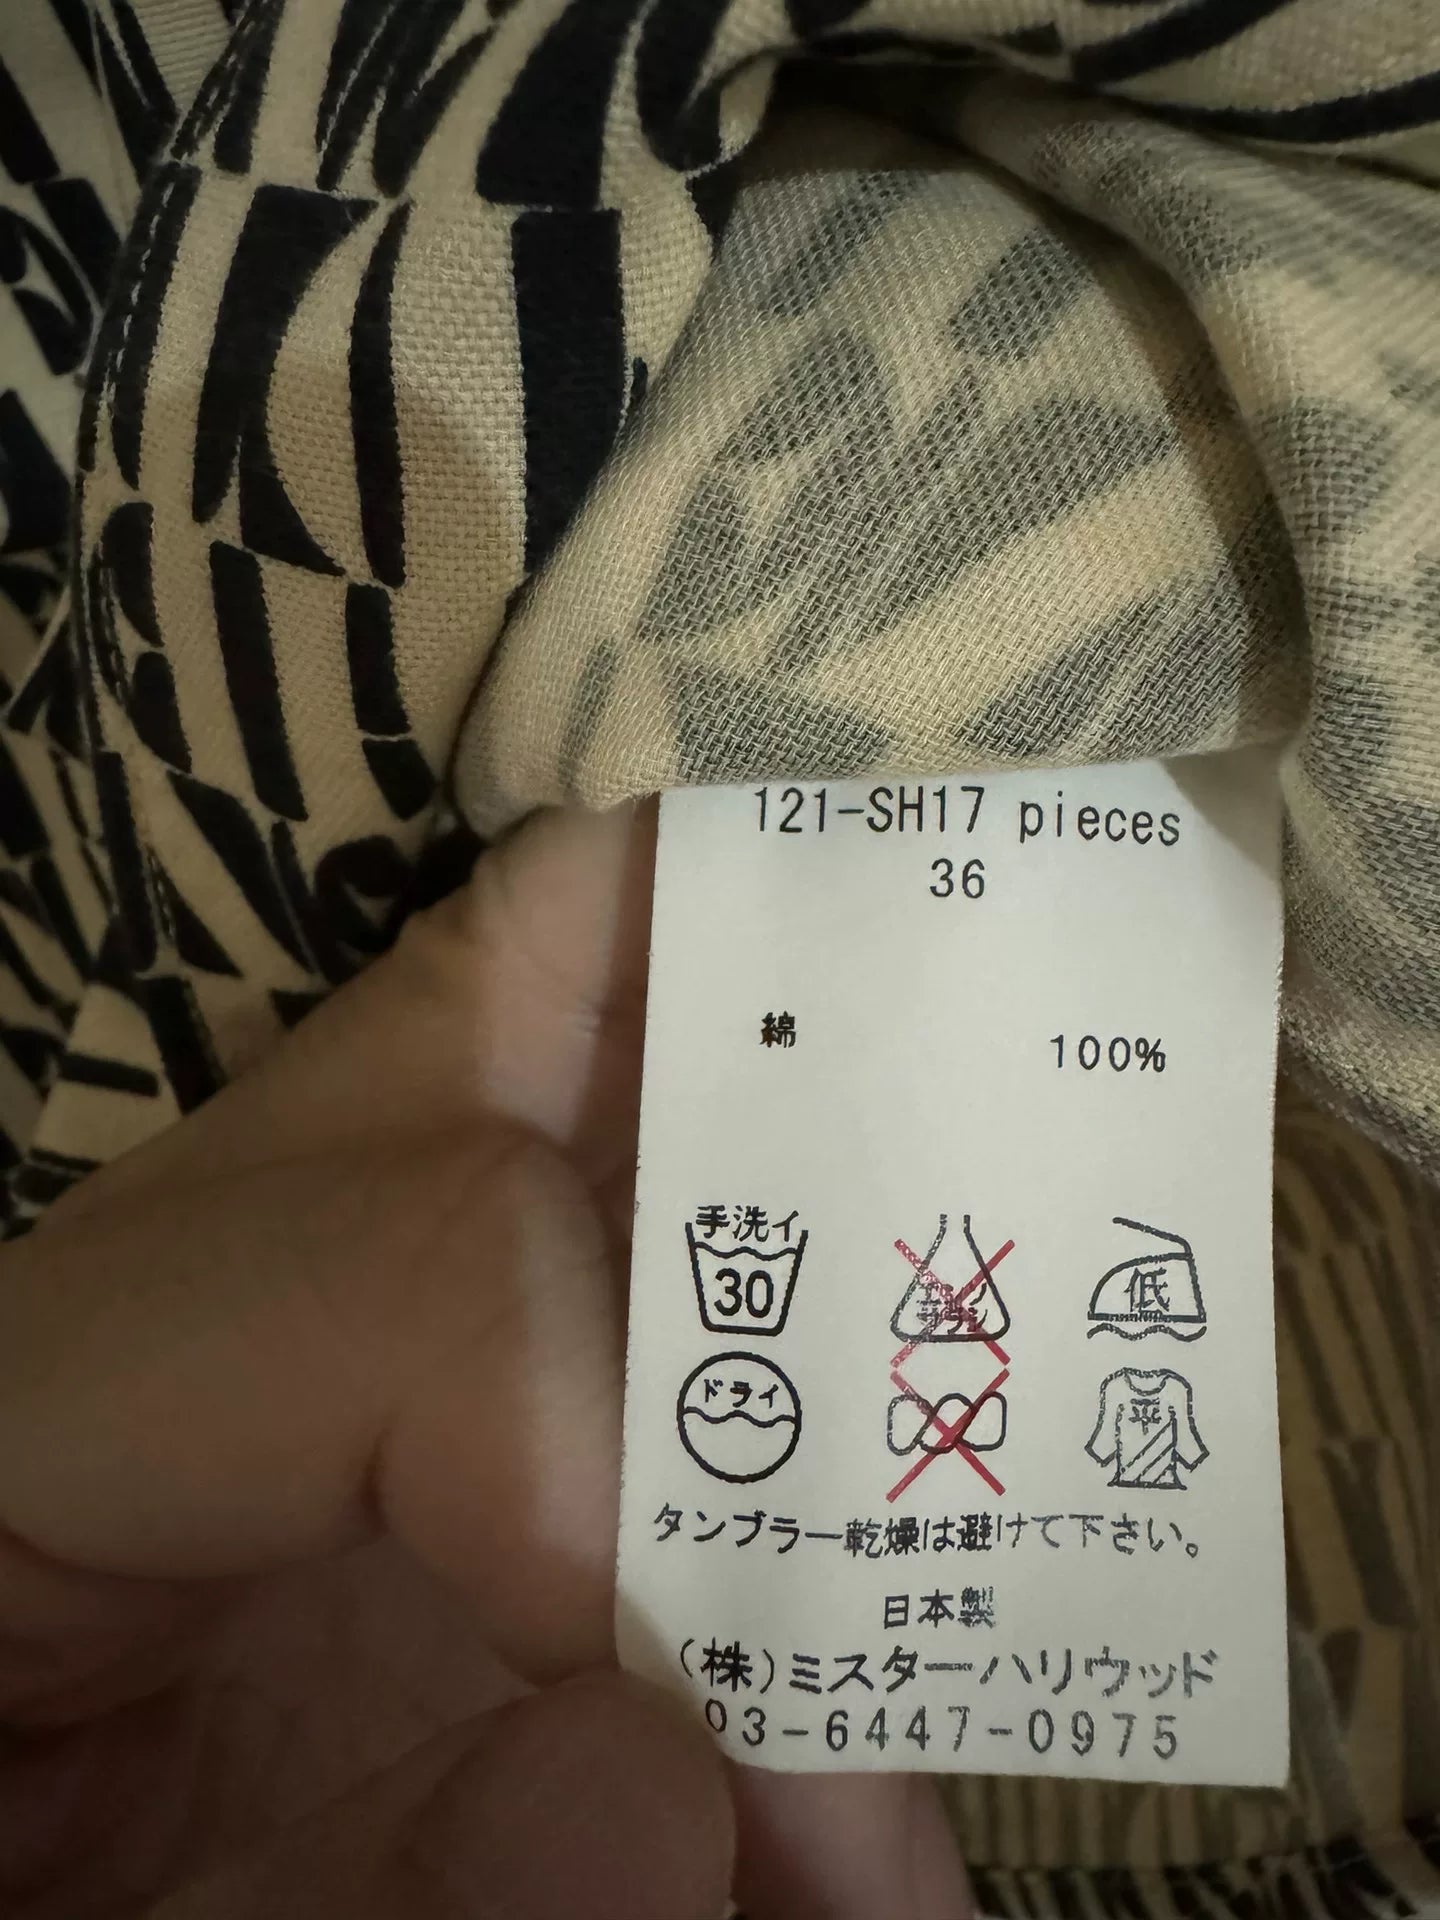 121-SH17 pieces
36
綿 100%
手洗イ
30
低
ドライ
平
タンブラー乾燥は避けて下さい。
日本製
(株)ミスターハリウッド
03-6447-0975